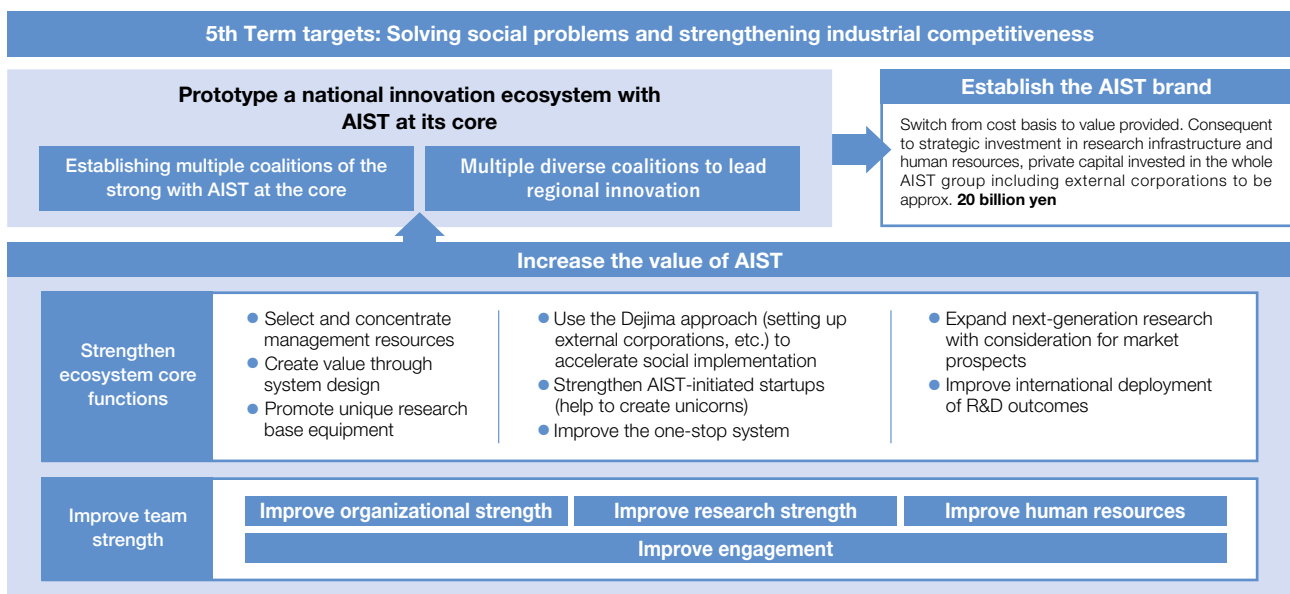 5th Term targets: Solving social problems and strengthening industrial competitiveness
Prototype a national innovation ecosystem with
AIST at its core
Establishing multiple coalitions of the
strong with AIST at the core
Multiple diverse coalitions to lead
regional innovation
Establish the AIST brand
Switch from cost basis to value provided. Consequent
to strategic investment in research infrastructure and
human resources, private capital invested in the whole
AIST group including external corporations to be
approx. 20 billion yen
Increase the value of AIST
Strengthen
ecosystem core
functions
● Select and concentrate
management resources
● Create value through
system design
● Promote unique research
base equipment
● Use the Dejima approach (setting up
external corporations, etc.) to
accelerate social implementation
● Strengthen AIST-initiated startups
(help to create unicorns)
● Improve the one-stop system
● Expand next-generation research
with consideration for market
prospects
● Improve international deployment
of R&D outcomes
Improve team
strength
Improve organizational strength
Improve research strength
Improve human resources
Improve engagement